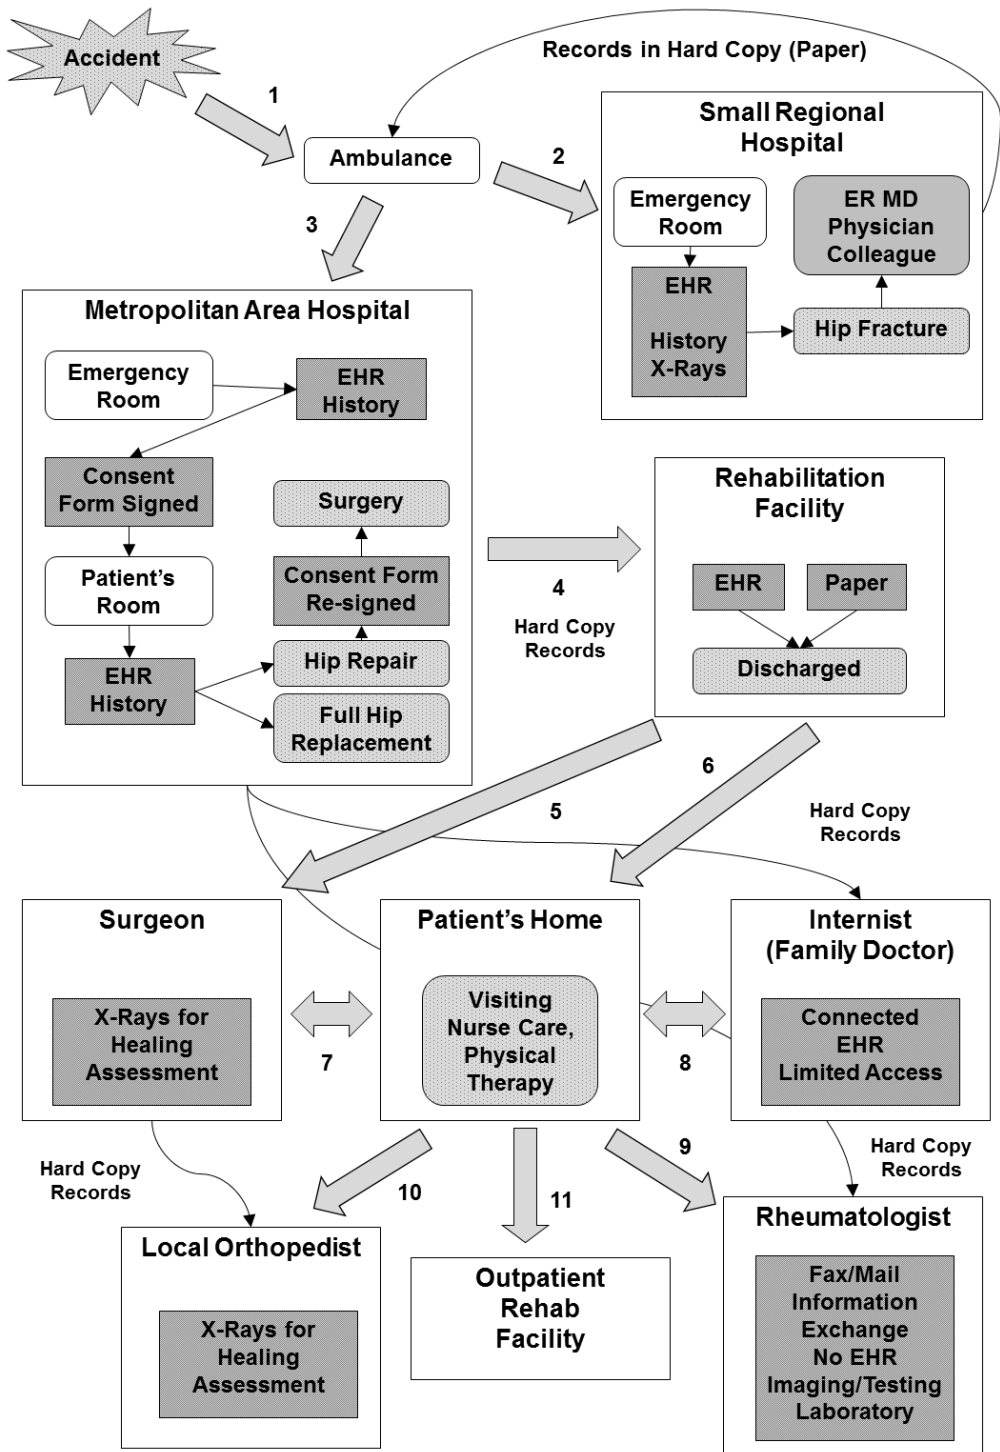 Accident
1
Records in Hard Copy (Paper)
Ambulance
2
3
Small Regional
Hospital
Emergency
Room
ER MD
Physician
Colleague
EHR
History
X-Rays
Hip Fracture
Metropolitan Area Hospital
Emergency
Room
EHR
History
Consent
Form Signed
Surgery
Patient's
Room
Consent Form
Re-signed
EHR
History
Hip Repair
Full Hip
Replacement
4
Hard Copy
Records
Rehabilitation
Facility
EHR
Paper
Discharged
5
6
Hard Copy
Records
Surgeon
X-Rays for
Healing
Assessment
7
Patient's Home
Visiting
Nurse Care,
Physical
Therapy
8
Internist
(Family Doctor)
Connected
EHR
Limited Access
Hard Copy
Records
10
11
9
Hard Copy
Records
Local Orthopedist
X-Rays for
Healing
Assessment
Outpatient
Rehab
Facility
Rheumatologist
Fax/Mail
Information
Exchange
No EHR
Imaging/Testing
Laboratory